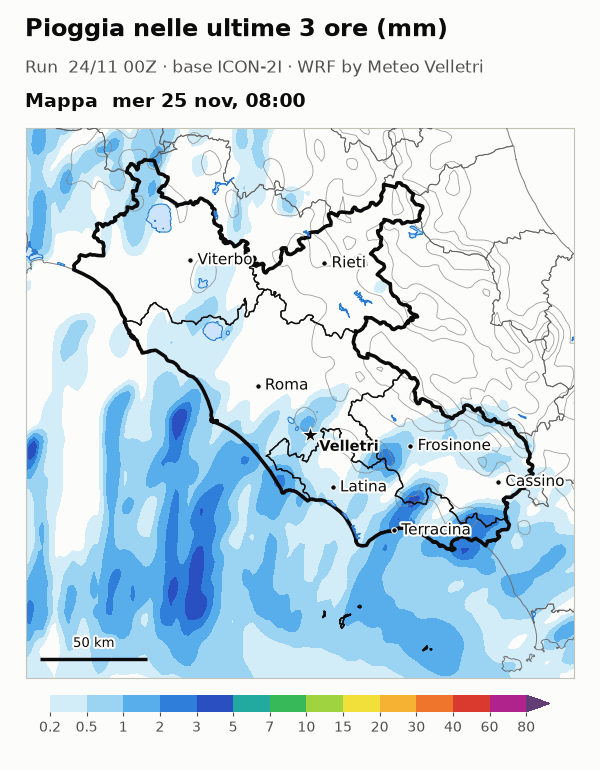 Pioggia nelle ultime 3 ore (mm)
Run  24/11 00Z · base ICON-2I · WRF by Meteo Velletri
Mappa  mer 25 nov, 08:00
Viterbo
Rieti
Roma
Velletri
Frosinone
Cassino
Latina
Terracina
50 km
0.2 0.5 1 2 3 5 7 10 15 20 30 40 60 80